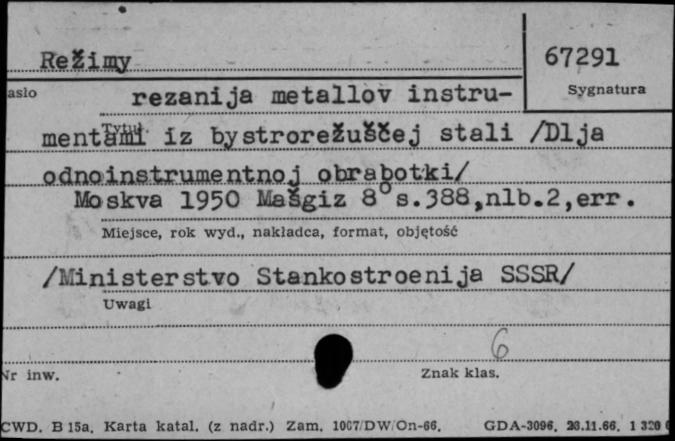 Režimy
67291
asło
Sygnatura
rezanija metallov instru-
Tytuł
mentami iz bystrorežuščej stali /Dlja
odnoinstrumentnoj obrabotki/
Moskva 1950 Mašgiz 8° s.388,nlb.2,err.
Miejsce, rok wyd., nakładca, format, objętość
/Ministerstvo Stankostroenija SSSR/
Uwagi
6
Nr inw.
Znak klas.
CWD. B 15a. Karta katal. (z nadr.) Zam. 1007/DW/On-66. GDA-3096. 23.11.66. 1 320